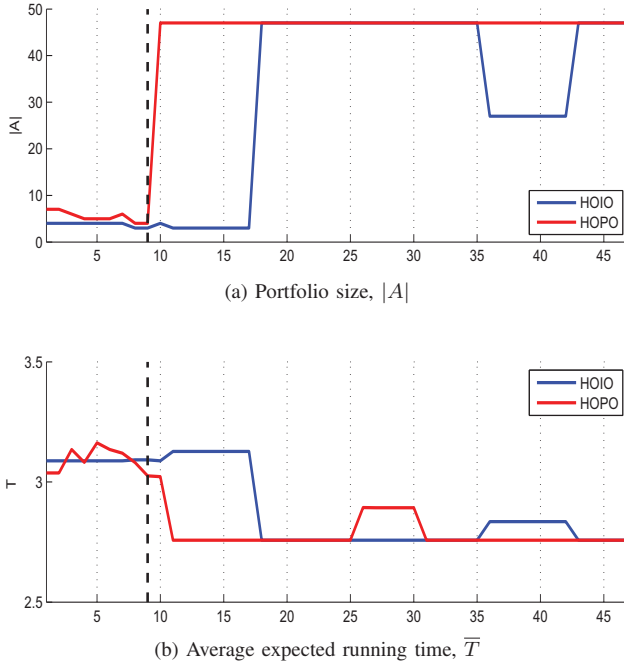 50
40
30
20
10
0
|A|
HOIO
HOPO
5 10 15 20 25 30 35 40 45
(a) Portfolio size, |A|
3.5
3
2.5
T
HOIO
HOPO
5 10 15 20 25 30 35 40 45
(b) Average expected running time, T̅